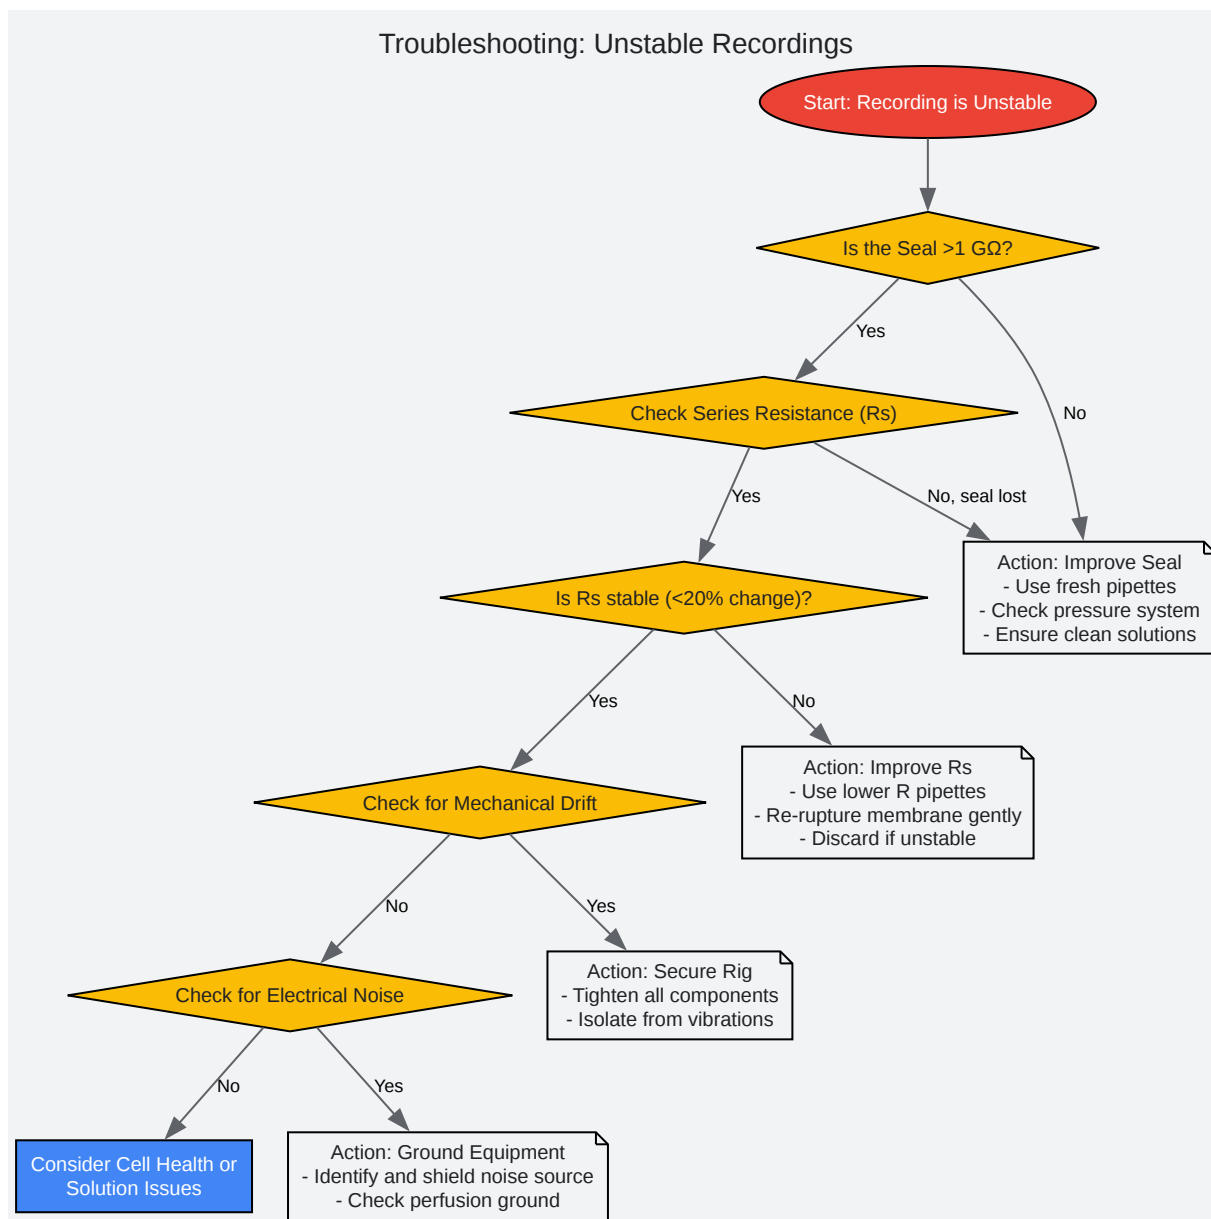 Troubleshooting: Unstable Recordings
Start: Recording is Unstable
Is the Seal >1 GΩ?
Yes
No
Check Series Resistance (Rs)
Yes
No, seal lost
Action: Improve Seal
- Use fresh pipettes
- Check pressure system
- Ensure clean solutions
Is Rs stable (<20% change)?
Yes
No
Action: Improve Rs
- Use lower R pipettes
- Re-rupture membrane gently
- Discard if unstable
Check for Mechanical Drift
No
Yes
Action: Secure Rig
- Tighten all components
- Isolate from vibrations
Check for Electrical Noise
No
Yes
Consider Cell Health or
Solution Issues
Action: Ground Equipment
- Identify and shield noise source
- Check perfusion ground